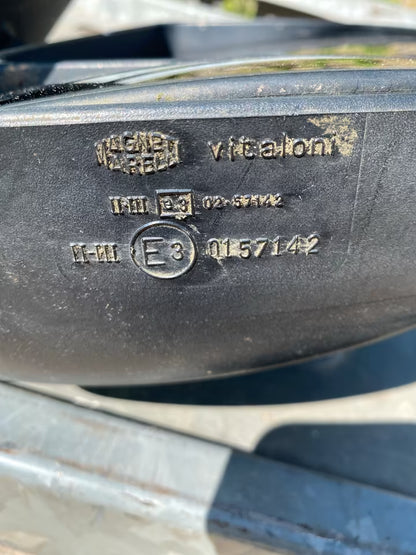 MAGNETI MARELLI vitaloni
II-III e3 02-57142
II-III E3 0157142